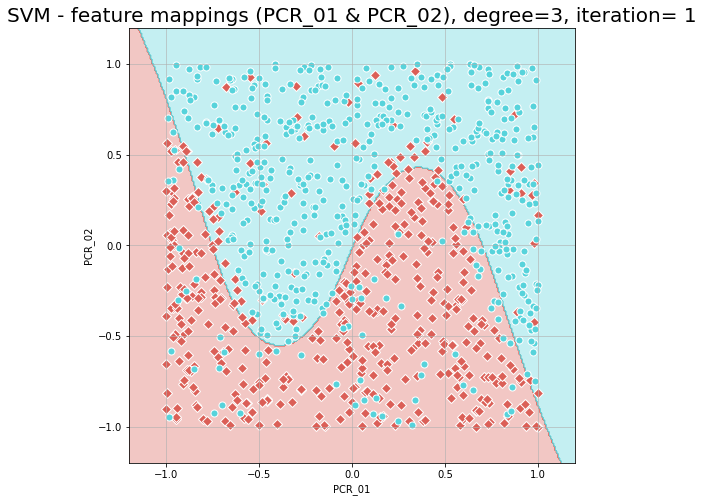 SVM - feature mappings (PCR_01 & PCR_02), degree=3, iteration= 1
1.0
0.5
0.0
−0.5
−1.0
PCR_02
−1.0 −0.5 0.0 0.5 1.0
PCR_01